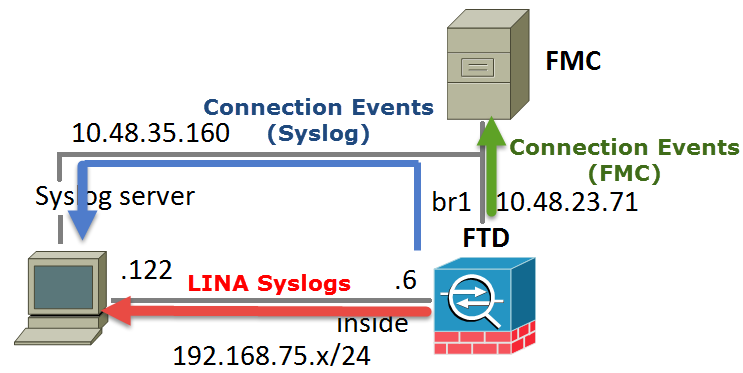 FMC
Connection Events
(Syslog)
10.48.35.160
Connection Events
(FMC)
Syslog server
br1
10.48.23.71
FTD
.122
LINA Syslogs
.6
Inside
192.168.75.x/24